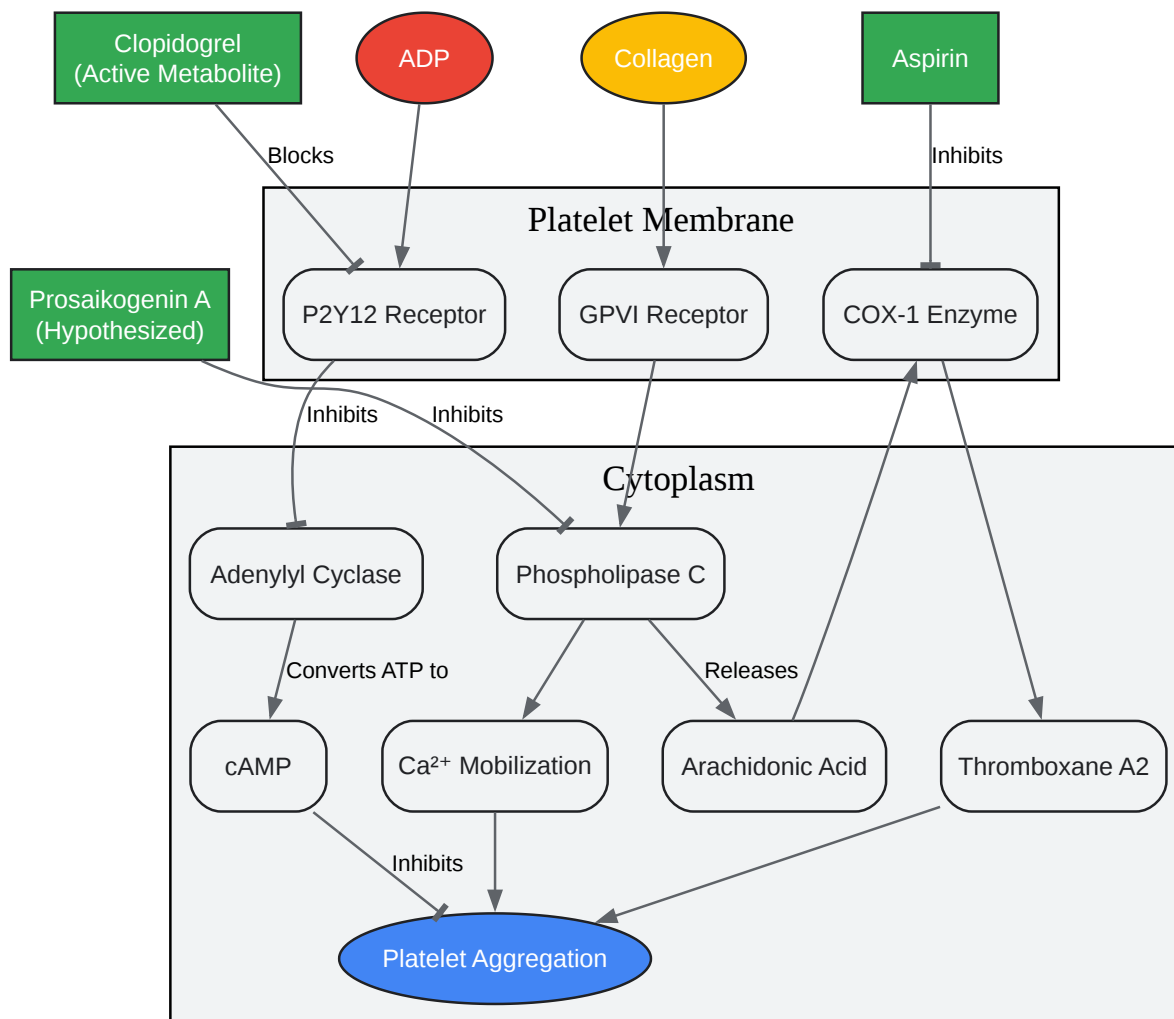 Clopidogrel
(Active Metabolite)
ADP
Collagen
Aspirin
Blocks
Inhibits
Platelet Membrane
Prosaikogenin A
(Hypothesized)
P2Y12 Receptor
GPVI Receptor
COX-1 Enzyme
Inhibits
Inhibits
Cytoplasm
Adenylyl Cyclase
Phospholipase C
Converts ATP to
Releases
cAMP
Ca²⁺ Mobilization
Arachidonic Acid
Thromboxane A2
Inhibits
Platelet Aggregation